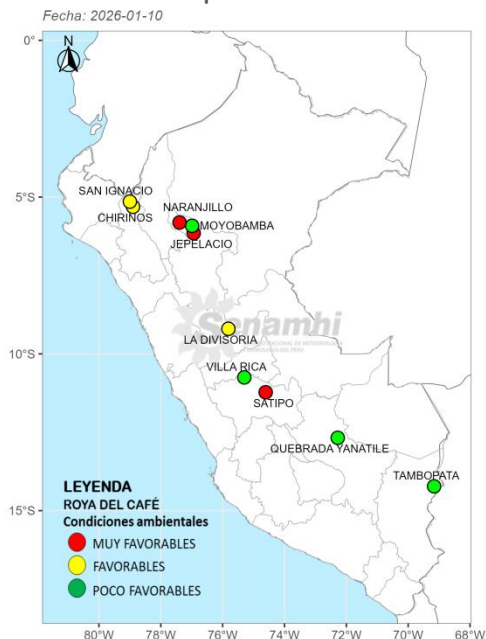 Fecha: 2026-01-10
0°
N
SAN IGNACIO
5°S
NARANJILLO
CHIRINOS
MOYOBAMBA
JEPELACIO
Senamhi
LA DIVISORIA
10°S
VILLA RICA
SATIPO
QUEBRADA YANATILE
TAMBOPATA
LEYENDA
ROYA DEL CAFÉ
Condiciones ambientales
15°S
MUY FAVORABLES
FAVORABLES
POCO FAVORABLES
80°W 78°W 76°W 74°W 72°W 70°W 68°W